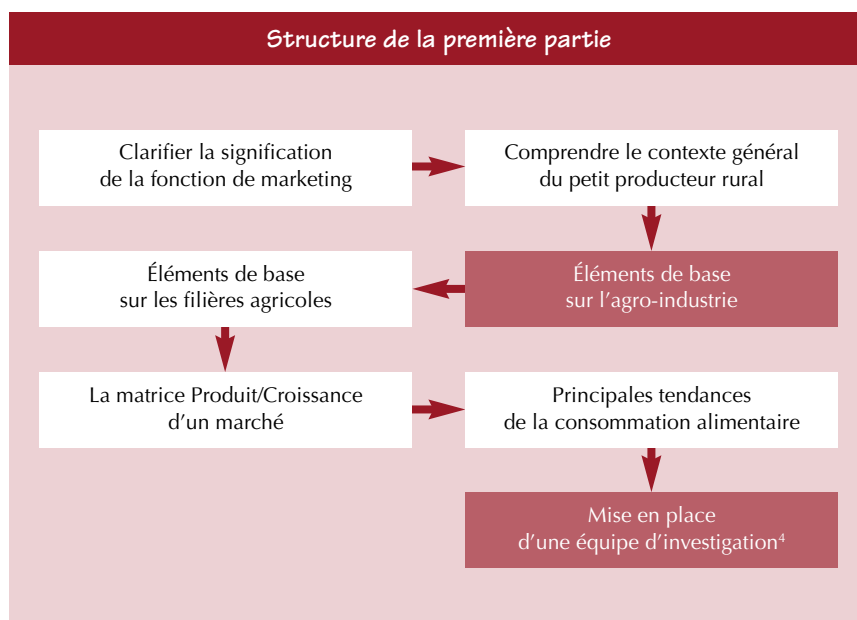 Structure de la première partie
Clarifier la signification
de la fonction de marketing
Comprendre le contexte général
du petit producteur rural
Éléments de base
sur les filières agricoles
Éléments de base
sur l'agro-industrie
La matrice Produit/Croissance
d'un marché
Principales tendances
de la consommation alimentaire
Mise en place
d'une équipe d'investigation⁴